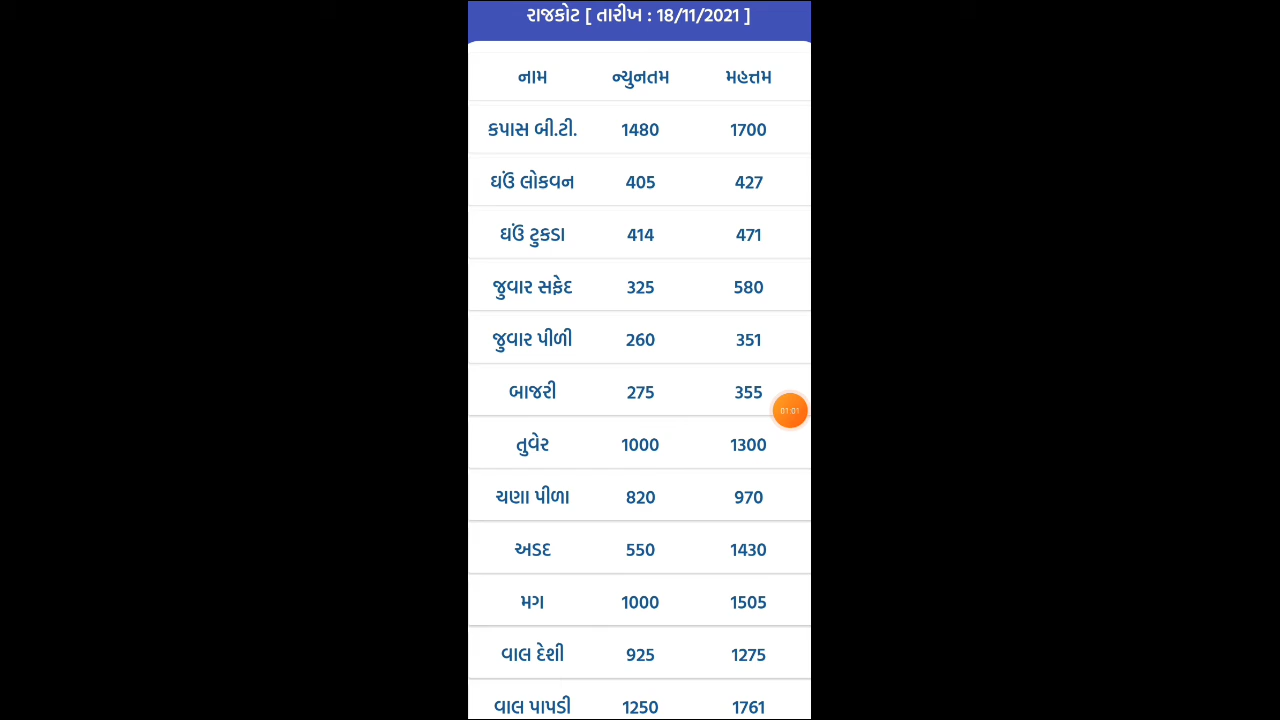 રાજકોટ [ તારીખ : 18/11/2021 ]
નામ ન્યુનતમ મહત્તમ
કપાસ બી.ટી. 1480 1700
ઘઉં લોકવન 405 427
ઘઉં ટુકડા 414 471
જુવાર સફેદ 325 580
જુવાર પીળી 260 351
બાજરી 275 355
01:01
તુવેર 1000 1300
ચણા પીળા 820 970
અડદ 550 1430
મગ 1000 1505
વાલ દેશી 925 1275
વાલ પાપડી 1250 1761